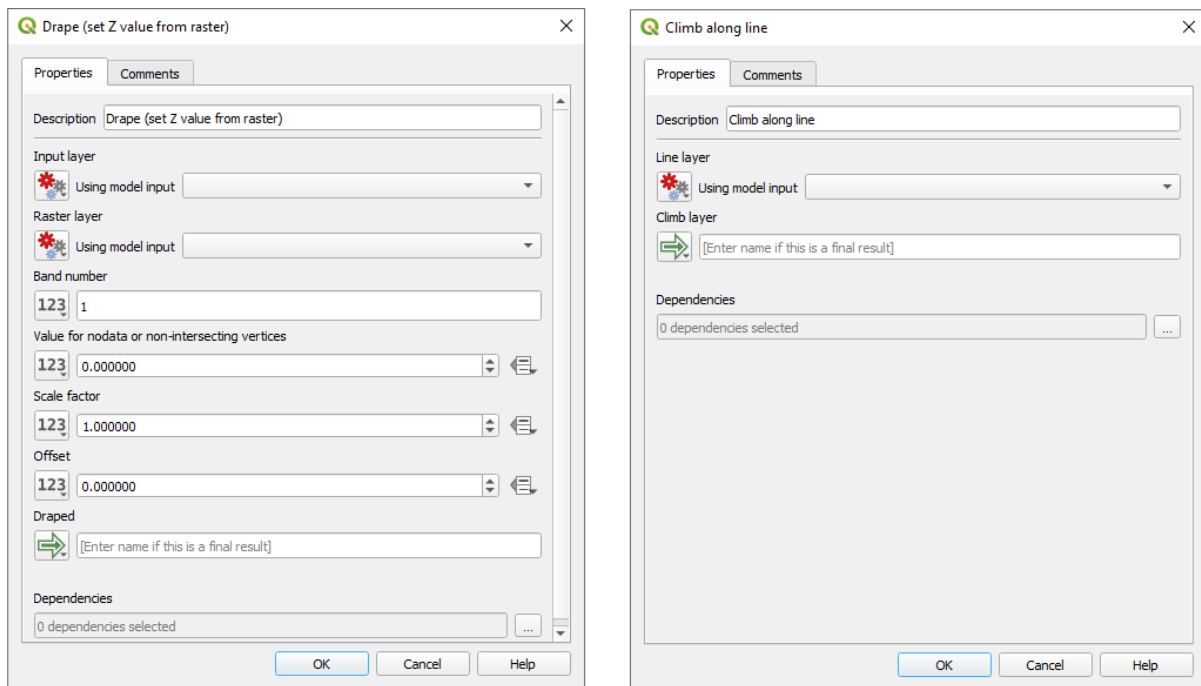 Drape (set Z value from raster)
Properties
Comments
Description
Drape (set Z value from raster)
Input layer
Using model input
Raster layer
Using model input
Band number
123
1
Value for nodata or non-intersecting vertices
123
0.000000
Scale factor
123
1.000000
Offset
123
0.000000
Draped
[Enter name if this is a final result]
Dependencies
0 dependencies selected
...
OK
Cancel
Help
Climb along line
Properties
Comments
Description
Climb along line
Line layer
Using model input
Climb layer
[Enter name if this is a final result]
Dependencies
0 dependencies selected
...
OK
Cancel
Help